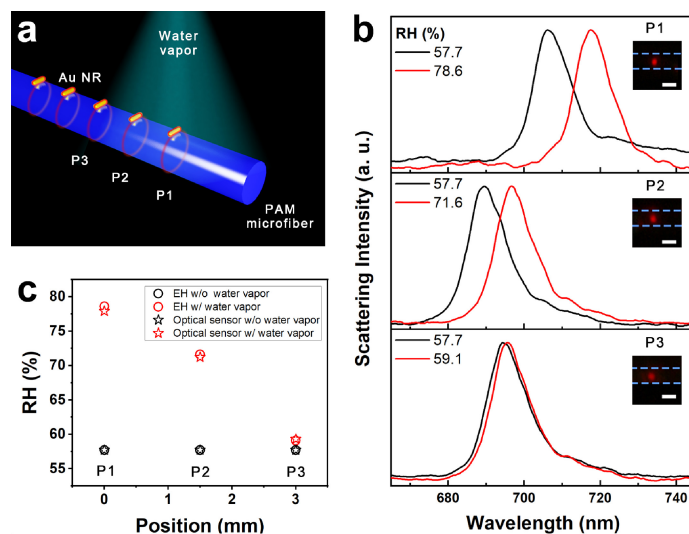 a
Water
vapor
Au NR
P3
P2
P1
PAM
microfiber
b
Scattering Intensity (a. u.)
RH (%)
57.7
78.6
P1
57.7
71.6
P2
57.7
59.1
P3
680 700 720 740
Wavelength (nm)
c
RH (%)
80
75
70
65
60
55
EH w/o water vapor
EH w/ water vapor
Optical sensor w/o water vapor
Optical sensor w/ water vapor
P1 P2 P3
0 1 2 3
Position (mm)